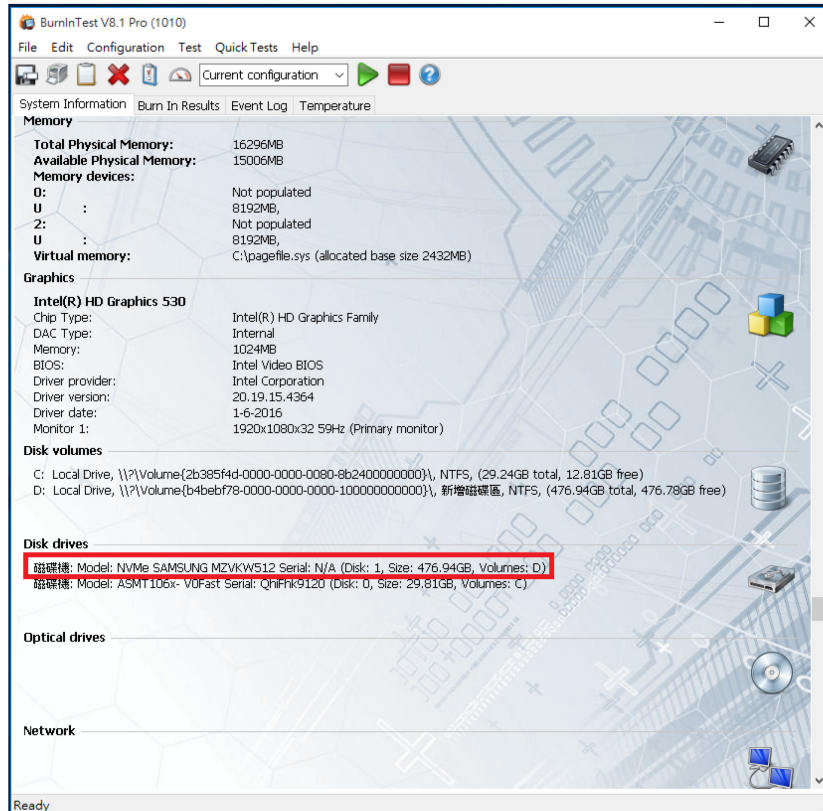 BurnInTest V8.1 Pro (1010)
File Edit Configuration Test Quick Tests Help
Current configuration
System Information Burn In Results Event Log Temperature
Memory
Total Physical Memory: 16296MB
Available Physical Memory: 15006MB
Memory devices:
0: Not populated
U : 8192MB,
2: Not populated
U : 8192MB,
Virtual memory: C:\pagefile.sys (allocated base size 2432MB)
Graphics
Intel(R) HD Graphics 530
Chip Type: Intel(R) HD Graphics Family
DAC Type: Internal
Memory: 1024MB
BIOS: Intel Video BIOS
Driver provider: Intel Corporation
Driver version: 20.19.15.4364
Driver date: 1-6-2016
Monitor 1: 1920x1080x32 59Hz (Primary monitor)
Disk volumes
C: Local Drive, \\?\Volume{2b385f4d-0000-0000-0080-8b2400000000}\, NTFS, (29.24GB total, 12.81GB free)
D: Local Drive, \\?\Volume{b4bebf78-0000-0000-0000-100000000000}\, 新增磁碟區, NTFS, (476.94GB total, 476.78GB free)
Disk drives
磁碟機: Model: NVMe SAMSUNG MZVKW512 Serial: N/A (Disk: 1, Size: 476.94GB, Volumes: D)
磁碟機: Model: ASMT106x- V0Fast Serial: QhiFhk9120 (Disk: 0, Size: 29.81GB, Volumes: C)
Optical drives
Network
Ready